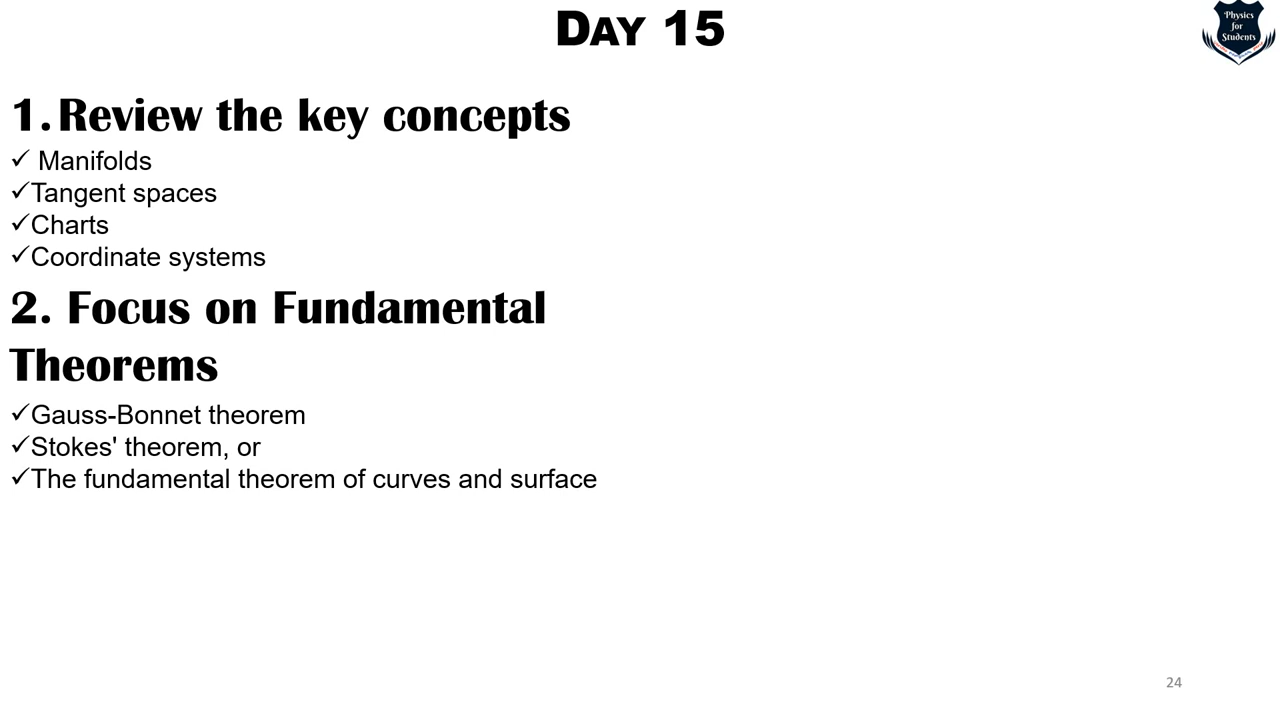 DAY 15
Physics
for
Students
1. Review the key concepts
✓ Manifolds
✓Tangent spaces
✓Charts
✓Coordinate systems
2. Focus on Fundamental
Theorems
✓Gauss-Bonnet theorem
✓Stokes' theorem, or
✓The fundamental theorem of curves and surface
24